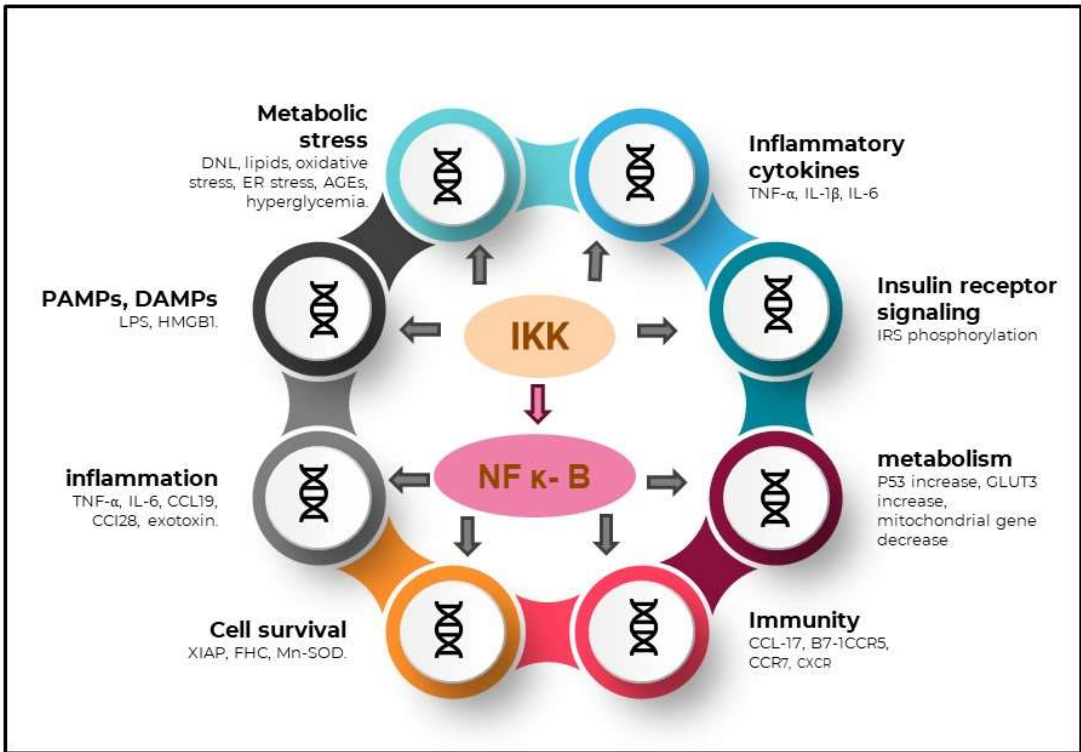 Metabolic
stress
DNL, lipids, oxidative
stress, ER stress, AGEs,
hyperglycemia.
Inflammatory
cytokines
TNF-α, IL-1β, IL-6
PAMPs, DAMPs
LPS, HMGB1.
Insulin receptor
signaling
IRS phosphorylation
IKK
NF κ- B
inflammation
TNF-α, IL-6, CCL19,
CCl28, exotoxin.
metabolism
P53 increase, GLUT3
increase,
mitochondrial gene
decrease
Cell survival
XIAP, FHC, Mn-SOD.
Immunity
CCL-17, B7-1CCR5,
CCR7, CXCR